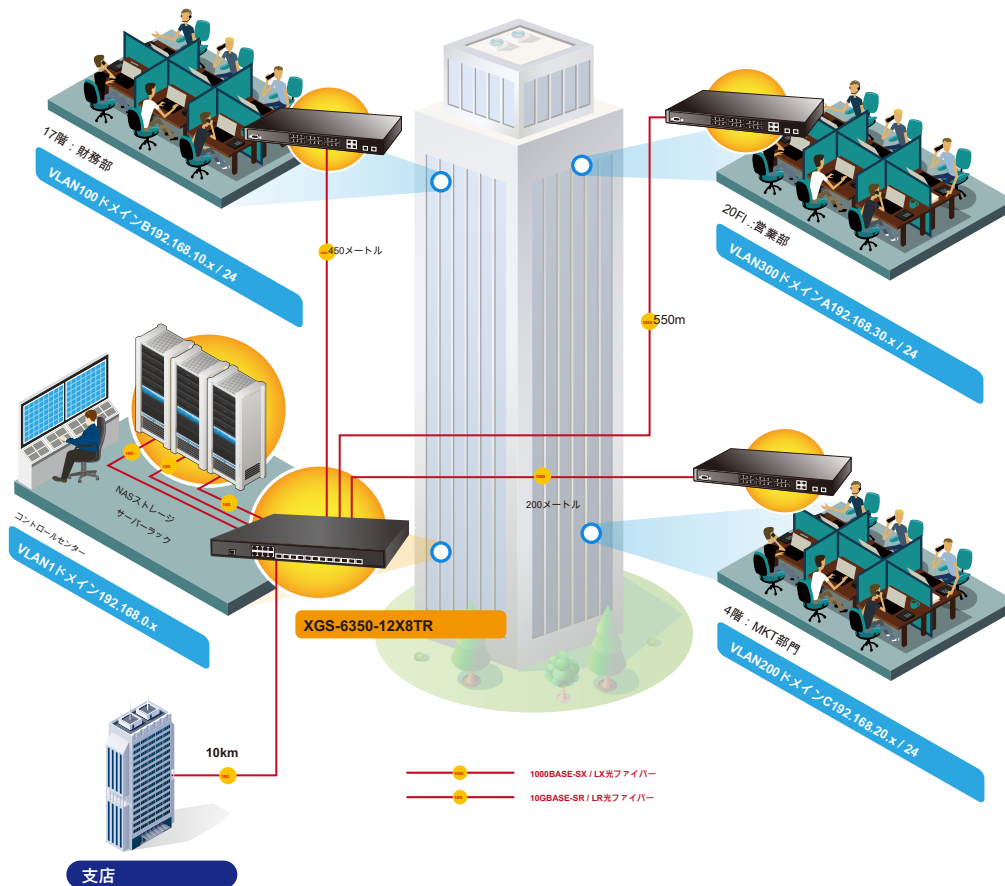 17階：財務部
VLAN100ドメインB192.168.10.x / 24
450メートル
20Fl .:営業部
VLAN300ドメインA192.168.30.x / 24
550m
10G
10G
10G
NASストレージ
サーバーラック
コントロールセンター
VLAN1ドメイン192.168.0.x
200メートル
XGS-6350-12X8TR
4階：MKT部門
VLAN200ドメインC192.168.20.x / 24
10km
10G
1000BASE-SX / LX光ファイバー
10G
10GBASE-SR / LR光ファイバー
支店